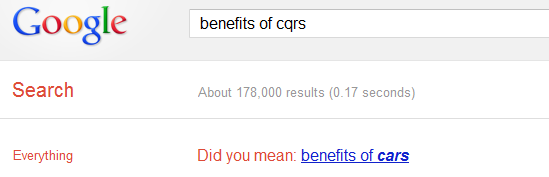 Google
benefits of cqrs
Search
About 178,000 results (0.17 seconds)
Everything
Did you mean: benefits of cars